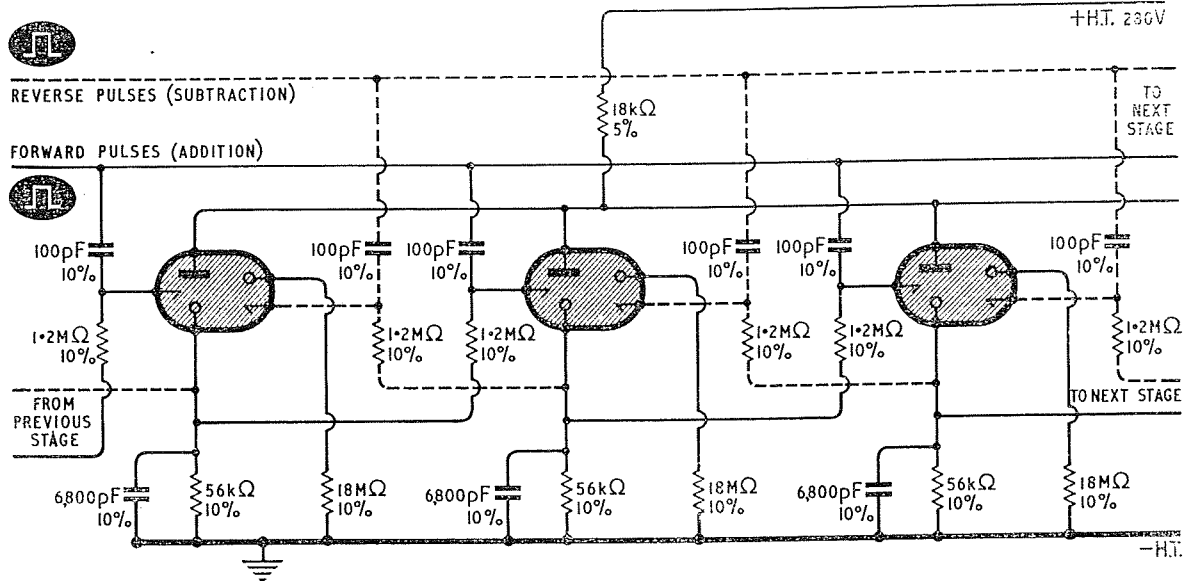 +H.T. 230V
REVERSE PULSES (SUBTRACTION)
18kΩ
5%
TO
NEXT
STAGE
FORWARD PULSES (ADDITION)
100pF
10%
100pF
10%
100pF
10%
100pF
10%
100pF
10%
100pF
10%
1·2MΩ
10%
1·2MΩ
10%
1·2MΩ
10%
1·2MΩ
10%
1·2MΩ
10%
1·2MΩ
10%
FROM
PREVIOUS
STAGE
TO NEXT STAGE
6,800pF
10%
56kΩ
10%
18MΩ
10%
6,800pF
10%
56kΩ
10%
18MΩ
10%
6,800pF
10%
56kΩ
10%
18MΩ
10%
—H.T.